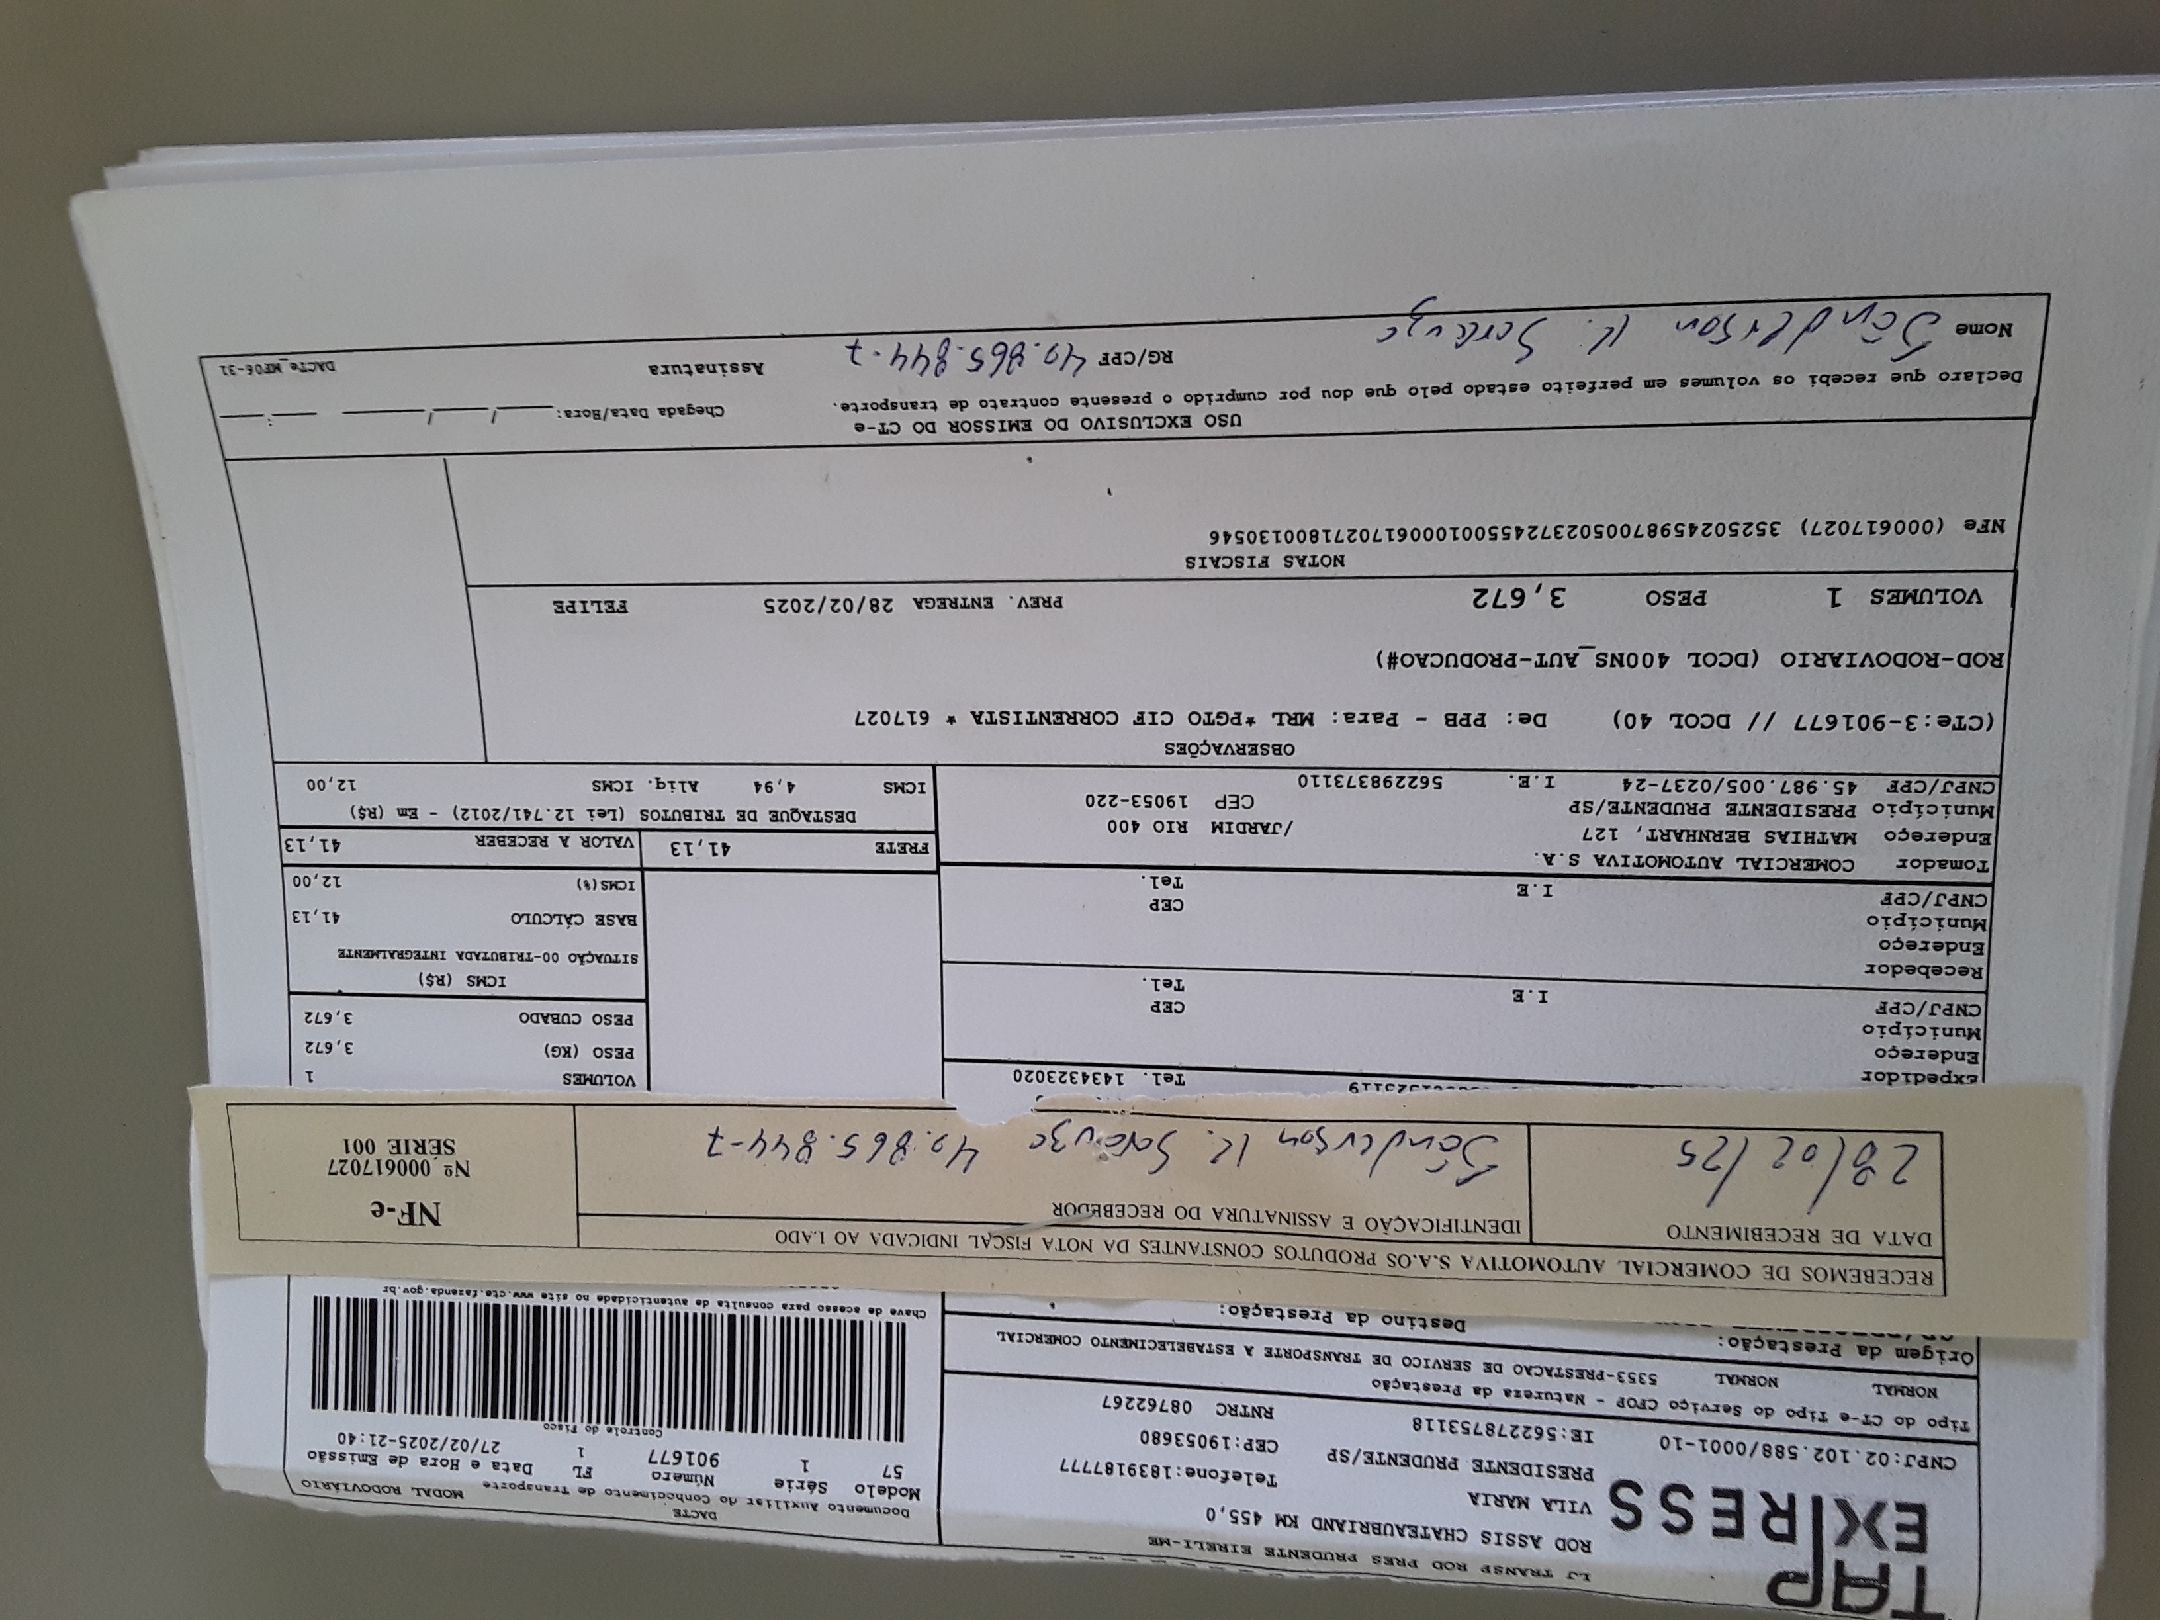 TAP
EXPRESS
LJ TRANSP ROD PRES PRUDENTE EIRELI-ME
ROD ASSIS CHATEAUBRIAND KM 455,0
VILA MARIA Telefone:1839187777
PRESIDENTE PRUDENTE/SP CEP:19053680
CNPJ:02.102.588/0001-10 IE:562278753118 RNTRC 08762267
DACTE
Documento Auxiliar do Conhecimento de Transporte MODAL RODOVIÁRIO
Modelo Série Número FL Data e Hora de Emissão
57 1 901677 1 27/02/2025-21:40
Controle do Fisco
Chave de acesso para consulta de autenticidade no site www.cte.fazenda.gov.br
Tipo do CT-e Tipo do Serviço CFOP - Natureza da Prestação
NORMAL NORMAL 5353-PRESTACAO DE SERVICO DE TRANSPORTE A ESTABELECIMENTO COMERCIAL
Origem da Prestação: Destino da Prestação:
RECEBEMOS DE COMERCIAL AUTOMOTIVA S.A.OS PRODUTOS CONSTANTES DA NOTA FISCAL INDICADA AO LADO
DATA DE RECEBIMENTO IDENTIFICAÇÃO E ASSINATURA DO RECEBEDOR
28/02/25 40.865.844-7
NF-e
Nº 000617027
SÉRIE 001
Tel. 1434323020
Expedidor
Endereço
Município CEP
CNPJ/CPF I.E Tel.
Recebedor
Endereço
Município CEP
CNPJ/CPF I.E Tel.
Tomador COMERCIAL AUTOMOTIVA S.A.
Endereço MATHIAS BERNHART, 127 /JARDIM RIO 400
Município PRESIDENTE PRUDENTE/SP CEP 19053-220
CNPJ/CPF 45.987.005/0237-24 I.E. 562298373110
VOLUMES 1
PESO (KG) 3,672
PESO CUBADO 3,672
ICMS (R$)
SITUAÇÃO 00-TRIBUTADA INTEGRALMENTE
BASE CÁLCULO 41,13
ICMS(%) 12,00
FRETE 41,13 VALOR A RECEBER 41,13
DESTAQUE DE TRIBUTOS (Lei 12.741/2012) - Em (R$)
ICMS 4,94 Aliq. ICMS 12,00
OBSERVAÇÕES
(CTe:3-901677 // DCOL 40) De: PPB - Para: MRL *PGTO CIF CORRENTISTA * 617027
ROD-RODOVIARIO (DCOL 400NS_AUT-PRODUCAO#)
VOLUMES 1 PESO 3,672 PREV. ENTREGA 28/02/2025 FELIPE
NOTAS FISCAIS
NFe (000617027) 35250245987005023724550010006170271800130546
USO EXCLUSIVO DO EMISSOR DO CT-e
Declaro que recebi os volumes em perfeito estado pelo que dou por cumprido o presente contrato de transporte. Chegada Data/Hora: ____/____/____ ___:___
Nome RG/CPF 40.865.844-7 Assinatura
DACTe_MF06-31